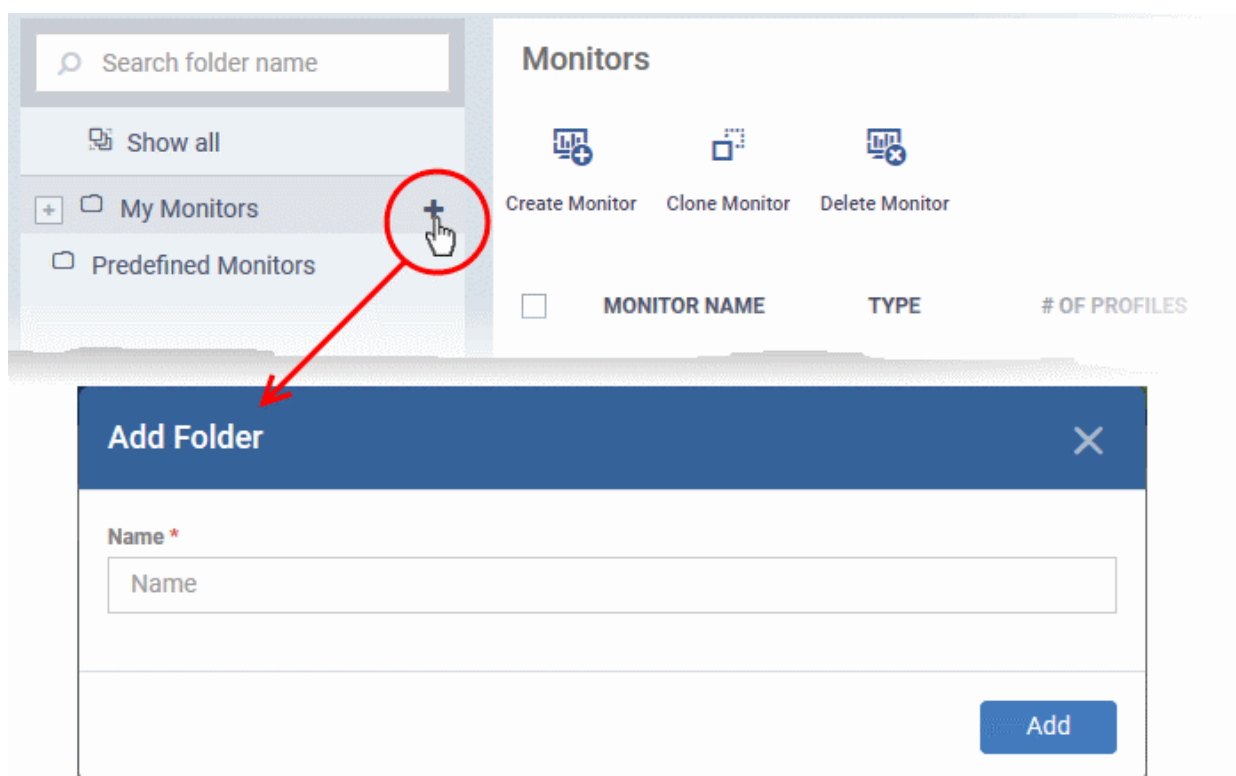 Search folder name
Show all
My Monitors
Predefined Monitors
Monitors
Create Monitor Clone Monitor Delete Monitor
MONITOR NAME TYPE # OF PROFILES
Add Folder
Name *
Name
Add